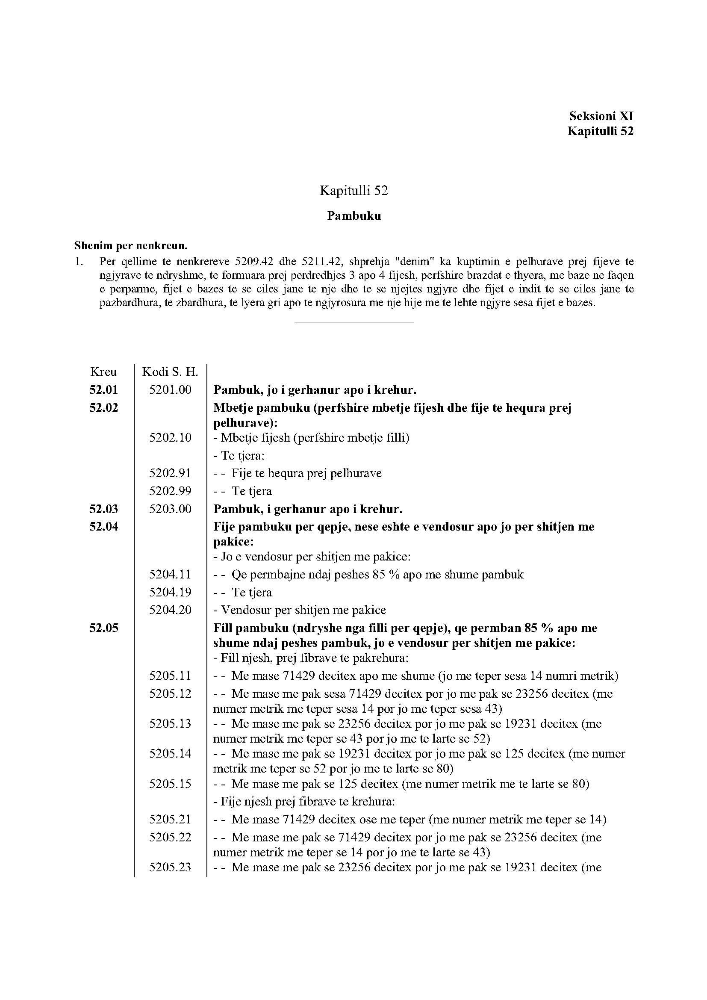 Seksioni XI
Kapitulli 52
Kapitulli 52
Pambuku
Shenim per nenkreun.
1. Per qellime te nenkrereve 5209.42 dhe 5211.42, shprehja "denim" ka kuptimin e pelhurave prej fijeve te
ngjyrave te ndryshme, te formuara prej perdredhjes 3 apo 4 fijesh, perfshire brazdat e thyera, me baze ne faqen
e perparme, fijet e bazes te se ciles jane te nje dhe te se njejtes ngjyre dhe fijet e indit te se ciles jane te
pazbardhura, te zbardhura, te lyera gri apo te ngjyrosura me nje hije me te lehte ngjyre sesa fijet e bazes.
Kreu Kodi S. H.
52.01 5201.00 Pambuk, jo i gerhanur apo i krehur.
52.02 Mbetje pambuku (perfshire mbetje fijesh dhe fije te hequra prej
pelhurave):
5202.10 - Mbetje fijesh (perfshire mbetje filli)
- Te tjera:
5202.91 - - Fije te hequra prej pelhurave
5202.99 - - Te tjera
52.03 5203.00 Pambuk, i gerhanur apo i krehur.
52.04 Fije pambuku per qepje, nese eshte e vendosur apo jo per shitjen me
pakice:
- Jo e vendosur per shitjen me pakice:
5204.11 - - Qe permbajne ndaj peshes 85 % apo me shume pambuk
5204.19 - - Te tjera
5204.20 - Vendosur per shitjen me pakice
52.05 Fill pambuku (ndryshe nga filli per qepje), qe permban 85 % apo me
shume ndaj peshes pambuk, jo e vendosur per shitjen me pakice:
- Fill njesh, prej fibrave te pakrehura:
5205.11 - - Me mase 71429 decitex apo me shume (jo me teper sesa 14 numri metrik)
5205.12 - - Me mase me pak sesa 71429 decitex por jo me pak se 23256 decitex (me
numer metrik me teper sesa 14 por jo me teper sesa 43)
5205.13 - - Me mase me pak se 23256 decitex por jo me pak se 19231 decitex (me
numer metrik me teper se 43 por jo me te larte se 52)
5205.14 - - Me mase me pak se 19231 decitex por jo me pak se 125 decitex (me numer
metrik me teper se 52 por jo me te larte se 80)
5205.15 - - Me mase me pak se 125 decitex (me numer metrik me te larte se 80)
- Fije njesh prej fibrave te krehura:
5205.21 - - Me mase 71429 decitex ose me teper (me numer metrik me teper se 14)
5205.22 - - Me mase me pak se 71429 decitex por jo me pak se 23256 decitex (me
numer metrik me teper se 14 por jo me te larte se 43)
5205.23 - - Me mase me pak se 23256 decitex por jo me pak se 19231 decitex (me